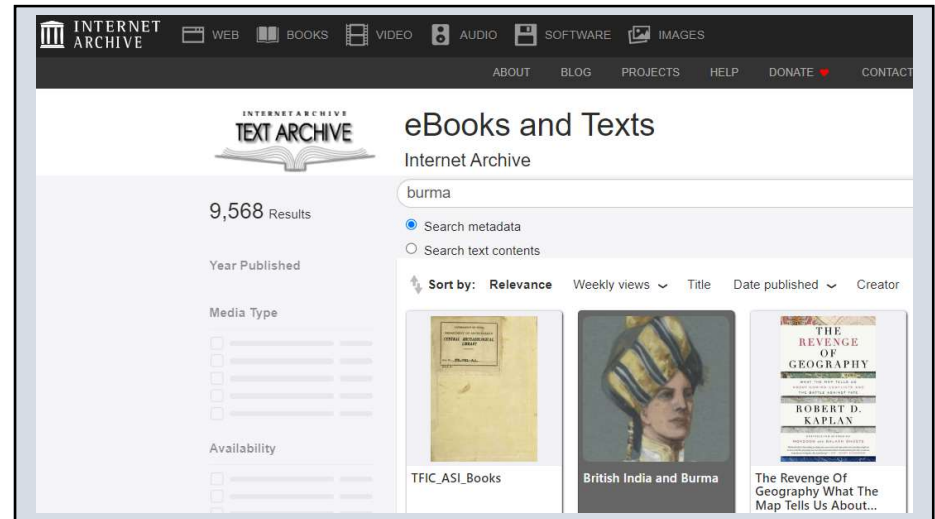 INTERNET ARCHIVE WEB BOOKS VIDEO AUDIO SOFTWARE IMAGES
ABOUT BLOG PROJECTS HELP DONATE CONTACT
INTERNET ARCHIVE
TEXT ARCHIVE
eBooks and Texts
Internet Archive
burma
9,568 Results
Search metadata
Search text contents
Year Published
Sort by: Relevance Weekly views Title Date published Creator
Media Type
CENTRAL ARCHAEOLOGICAL
LIBRARY
THE
REVENGE
OF
GEOGRAPHY
ROBERT D.
KAPLAN
Availability
TFIC_ASI_Books
British India and Burma
The Revenge Of
Geography What The
Map Tells Us About...